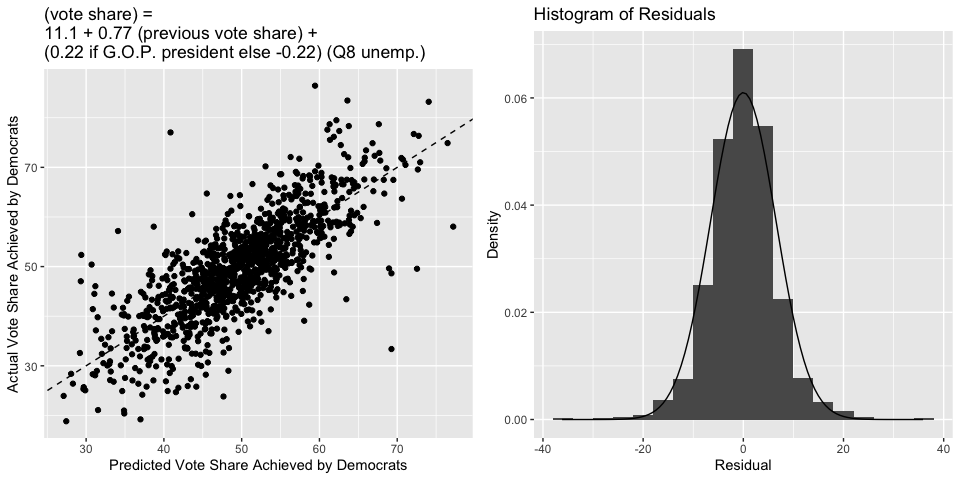 (vote share) =
11.1 + 0.77 (previous vote share) +
(0.22 if G.O.P. president else -0.22) (Q8 unemp.)
Actual Vote Share Achieved by Democrats
70
50
30
30
40
50
60
70
Predicted Vote Share Achieved by Democrats
Histogram of Residuals
Density
0.06
0.04
0.02
0.00
-40
-20
0
20
40
Residual